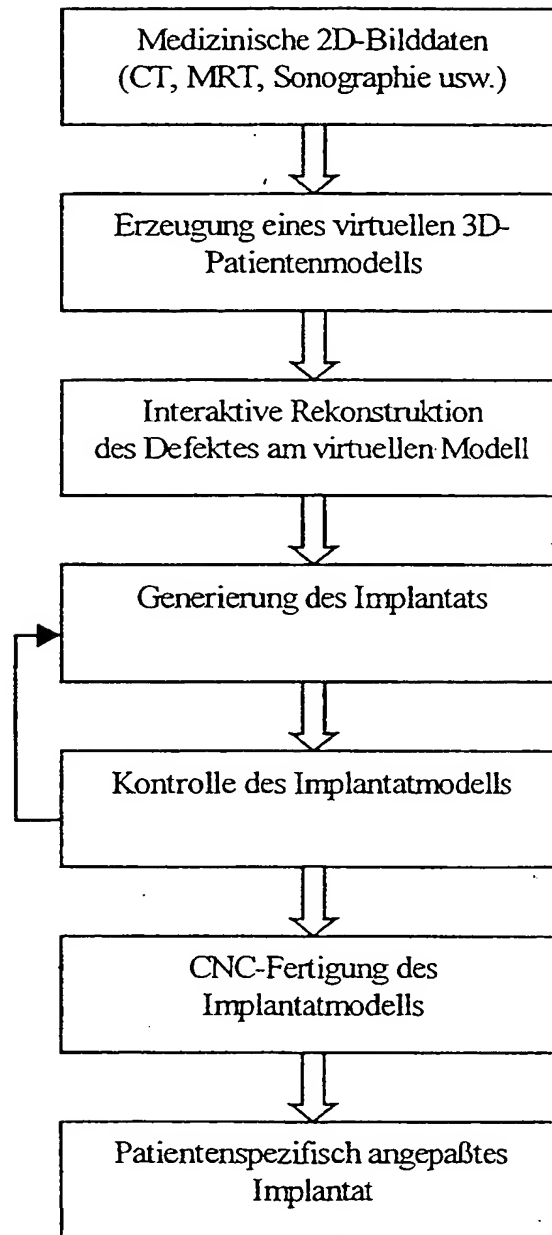 Medizinische 2D-Bilddaten
(CT, MRT, Sonographie usw.)
Erzeugung eines virtuellen 3D-
Patientenmodells
Interaktive Rekonstruktion
des Defektes am virtuellen Modell
Generierung des Implantats
Kontrolle des Implantatmodells
CNC-Fertigung des
Implantatmodells
Patientenspezifisch angepaßtes
Implantat